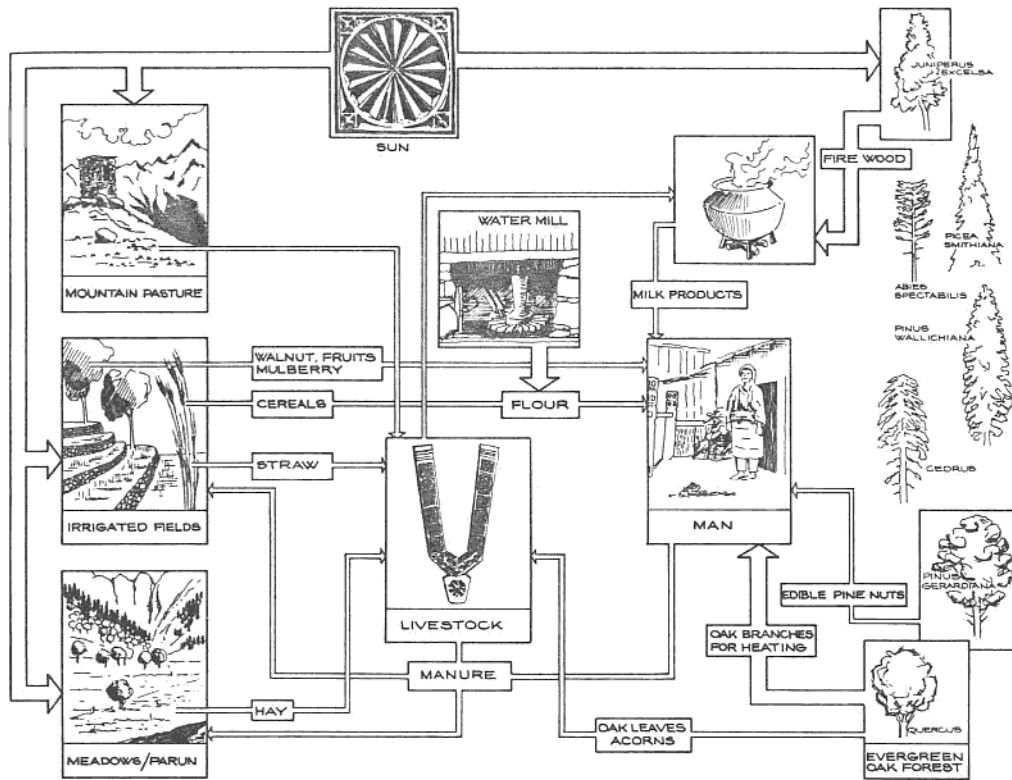 SUN
JUNIPERUS
EXCELSA
FIRE WOOD
WATER MILL
PICEA
SMITHIANA
MOUNTAIN PASTURE
MILK PRODUCTS
ABIES
SPECTABILIS
PINUS
WALLICHIANA
WALNUT, FRUITS
MULBERRY
CEREALS
FLOUR
STRAW
CEDRUS
IRRIGATED FIELDS
MAN
PINUS
GERARDIANA
EDIBLE PINE NUTS
LIVESTOCK
OAK BRANCHES
FOR HEATING
MANURE
HAY
OAK LEAVES
ACORNS
QUERCUS
MEADOWS/PARUN
EVERGREEN
OAK FOREST